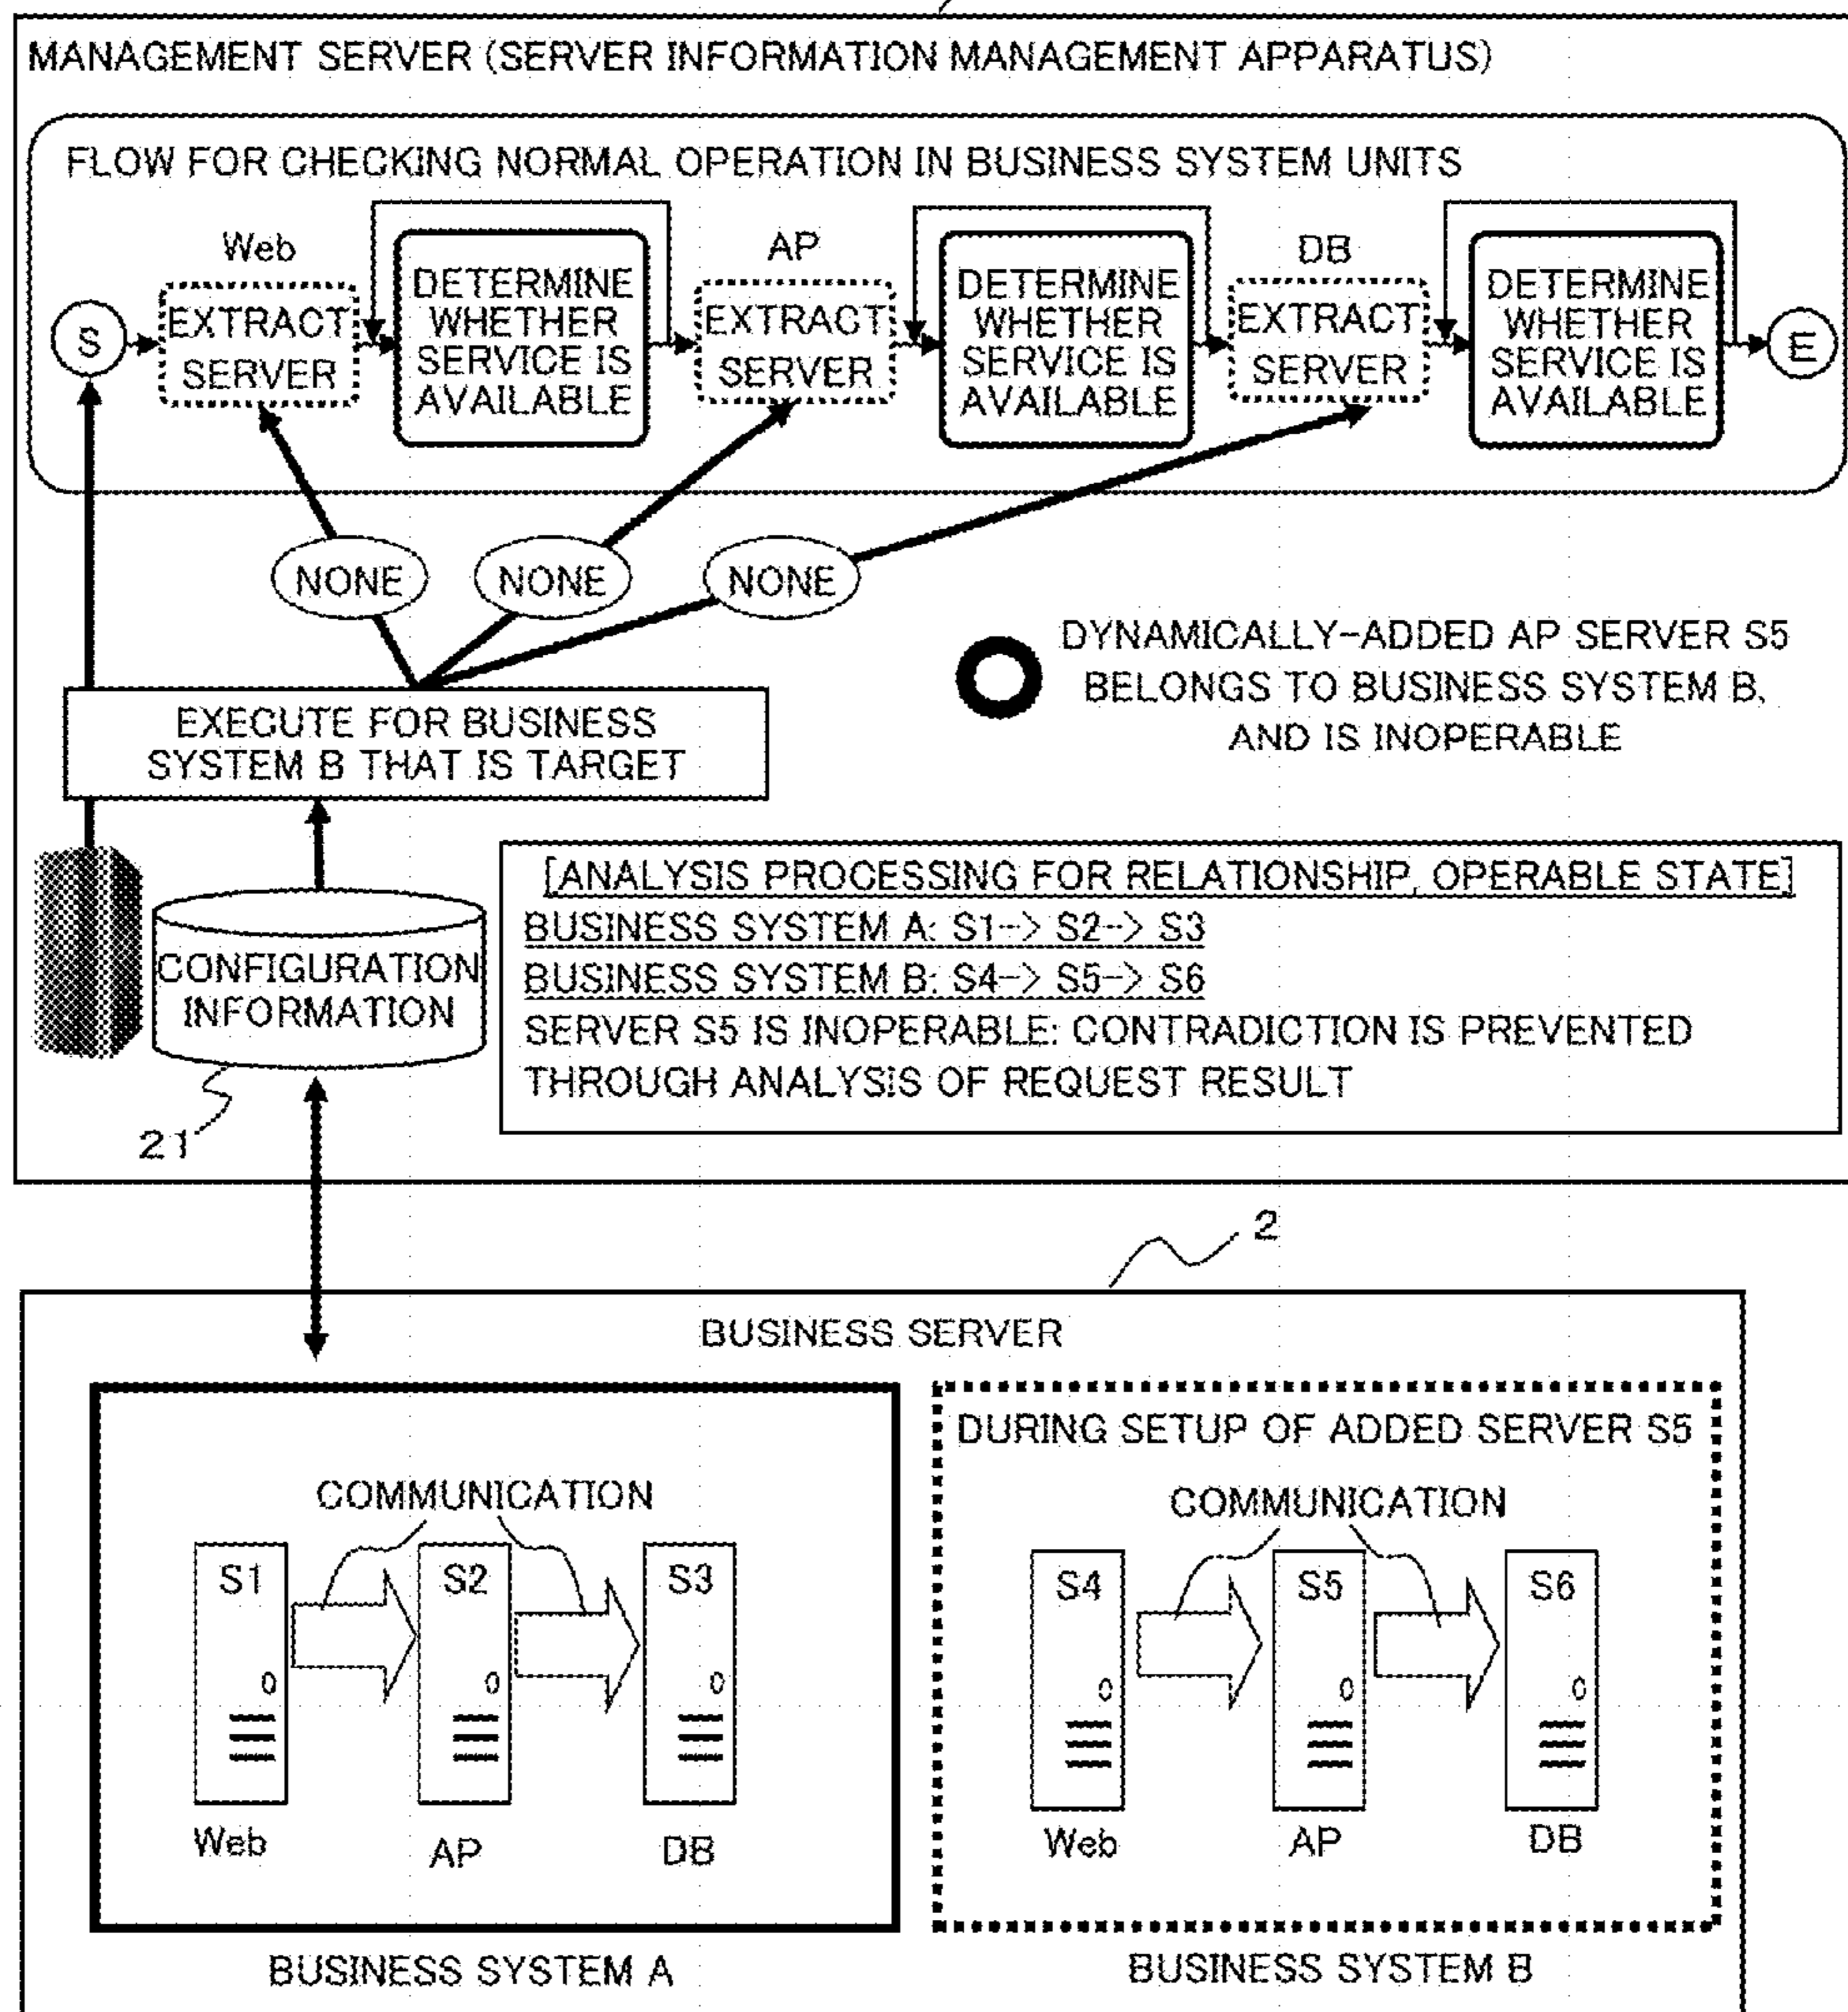 MANAGEMENT SERVER (SERVER INFORMATION MANAGEMENT APPARATUS)
FLOW FOR CHECKING NORMAL OPERATION IN BUSINESS SYSTEM UNITS
Web
AP
DB
S
EXTRACT
SERVER
DETERMINE
WHETHER
SERVICE IS
AVAILABLE
EXTRACT
SERVER
DETERMINE
WHETHER
SERVICE IS
AVAILABLE
EXTRACT
SERVER
DETERMINE
WHETHER
SERVICE IS
AVAILABLE
E
NONE
NONE
NONE
DYNAMICALLY-ADDED AP SERVER S5
BELONGS TO BUSINESS SYSTEM B,
AND IS INOPERABLE
EXECUTE FOR BUSINESS
SYSTEM B THAT IS TARGET
CONFIGURATION
INFORMATION
21
[ANALYSIS PROCESSING FOR RELATIONSHIP, OPERABLE STATE]
BUSINESS SYSTEM A: S1-> S2-> S3
BUSINESS SYSTEM B: S4-> S5-> S6
SERVER S5 IS INOPERABLE: CONTRADICTION IS PREVENTED
THROUGH ANALYSIS OF REQUEST RESULT
2
BUSINESS SERVER
COMMUNICATION
S1
S2
S3
Web
AP
DB
BUSINESS SYSTEM A
DURING SETUP OF ADDED SERVER S5
COMMUNICATION
S4
S5
S6
Web
AP
DB
BUSINESS SYSTEM B